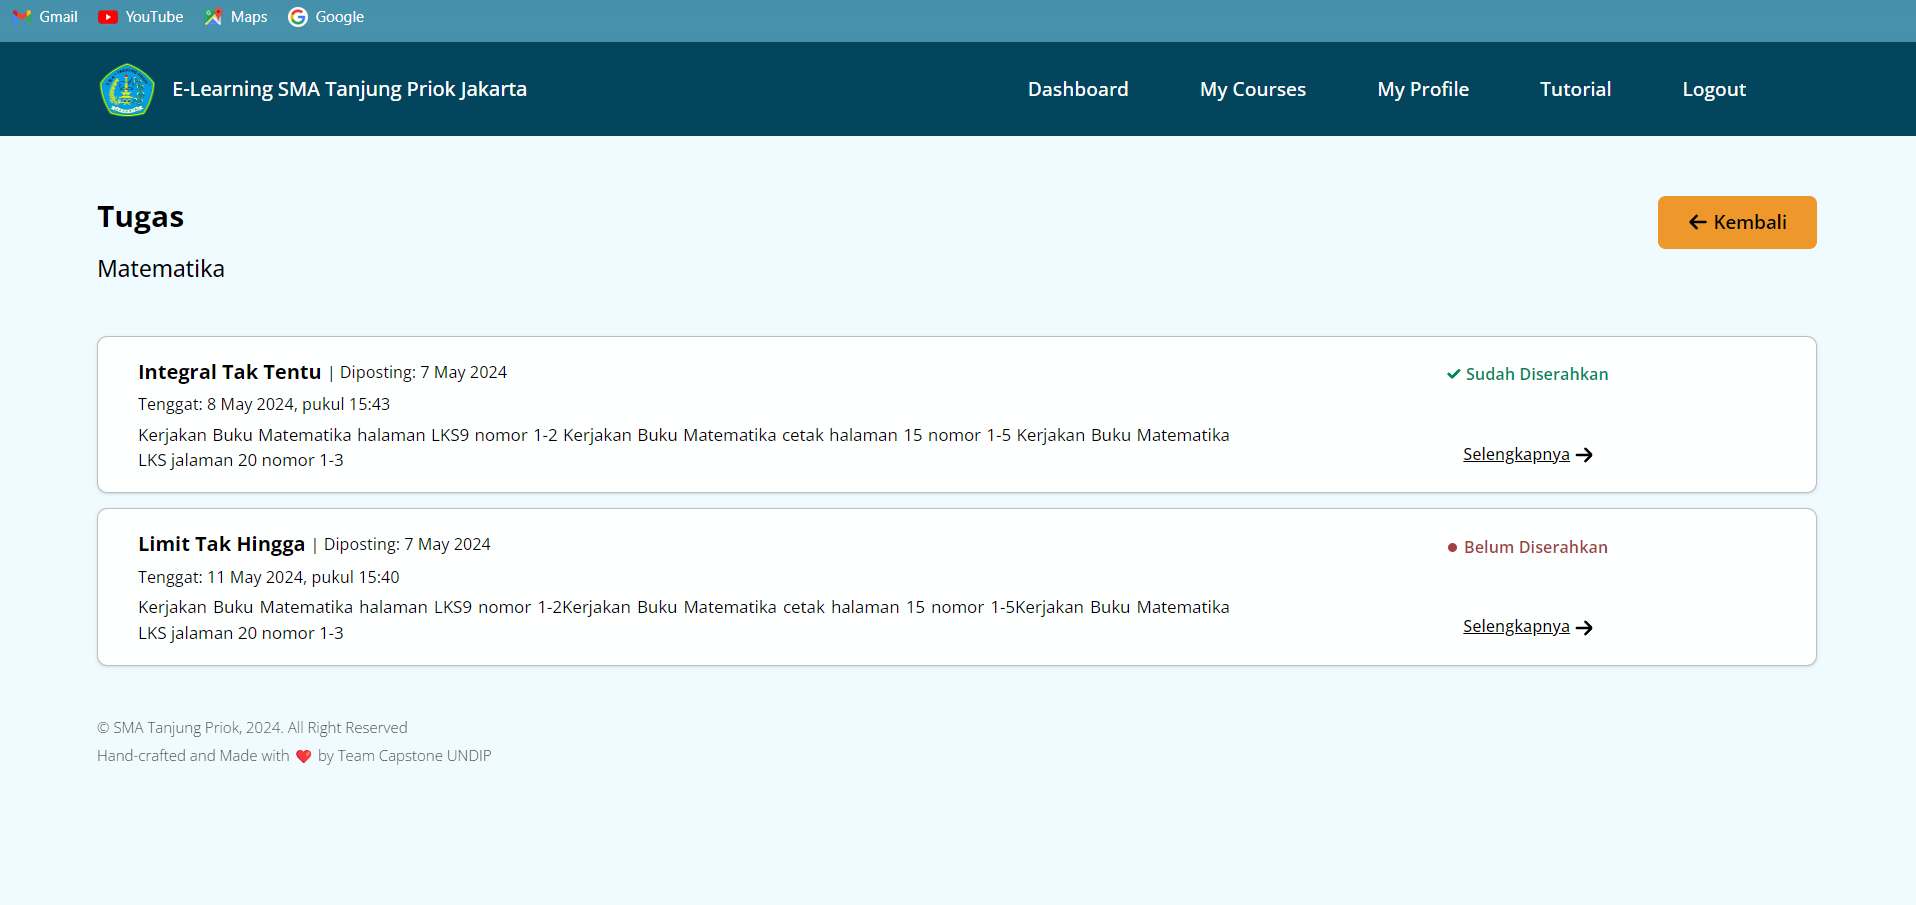 Gmail YouTube Maps Google
E-Learning SMA Tanjung Priok Jakarta Dashboard My Courses My Profile Tutorial Logout
Tugas
Kembali
Matematika
Integral Tak Tentu | Diposting: 7 May 2024
Sudah Diserahkan
Tenggat: 8 May 2024, pukul 15:43
Kerjakan Buku Matematika halaman LKS9 nomor 1-2 Kerjakan Buku Matematika cetak halaman 15 nomor 1-5 Kerjakan Buku Matematika
LKS jalaman 20 nomor 1-3
Selengkapnya
Limit Tak Hingga | Diposting: 7 May 2024
Belum Diserahkan
Tenggat: 11 May 2024, pukul 15:40
Kerjakan Buku Matematika halaman LKS9 nomor 1-2Kerjakan Buku Matematika cetak halaman 15 nomor 1-5Kerjakan Buku Matematika
LKS jalaman 20 nomor 1-3
Selengkapnya
© SMA Tanjung Priok, 2024. All Right Reserved
Hand-crafted and Made with ❤️ by Team Capstone UNDIP